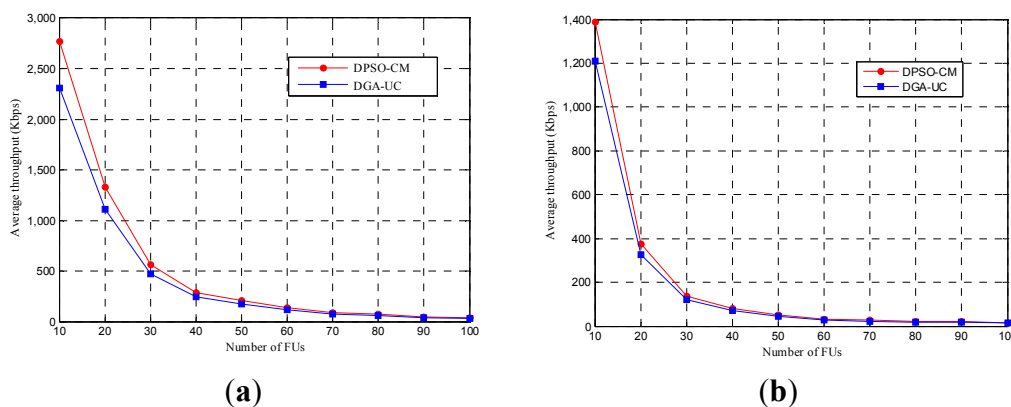 3,000
2,500
2,000
1,500
1,000
500
0
Average throughput (Kbps)
DPSO-CM
DGA-UC
10 20 30 40 50 60 70 80 90 100
Number of FUs
(a)
1,400
1,200
1,000
800
600
400
200
0
Average throughput (Kbps)
DPSO-CM
DGA-UC
10 20 30 40 50 60 70 80 90 10
Number of FUs
(b)